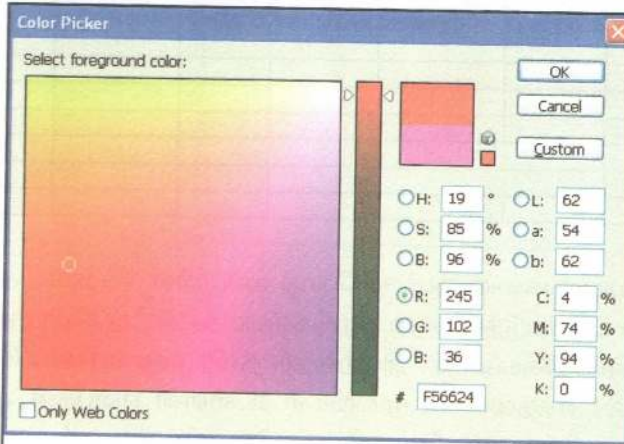 Color Picker
Select foreground color:
OK
Cancel
Custom
H: 19 °
S: 85 %
B: 96 %
R: 245
G: 102
B: 36
# F56624
L: 62
a: 54
b: 62
C: 4 %
M: 74 %
Y: 94 %
K: 0 %
Only Web Colors